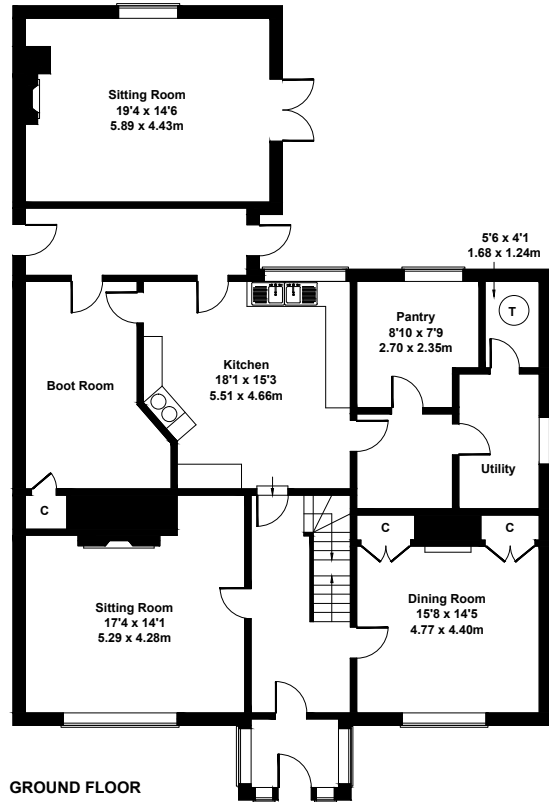 Sitting Room
19'4 x 14'6
5.89 x 4.43m
5'6 x 4'1
1.68 x 1.24m
T
Pantry
8'10 x 7'9
2.70 x 2.35m
Kitchen
18'1 x 15'3
5.51 x 4.66m
Boot Room
Utility
C
C
C
Sitting Room
17'4 x 14'1
5.29 x 4.28m
Dining Room
15'8 x 14'5
4.77 x 4.40m
GROUND FLOOR